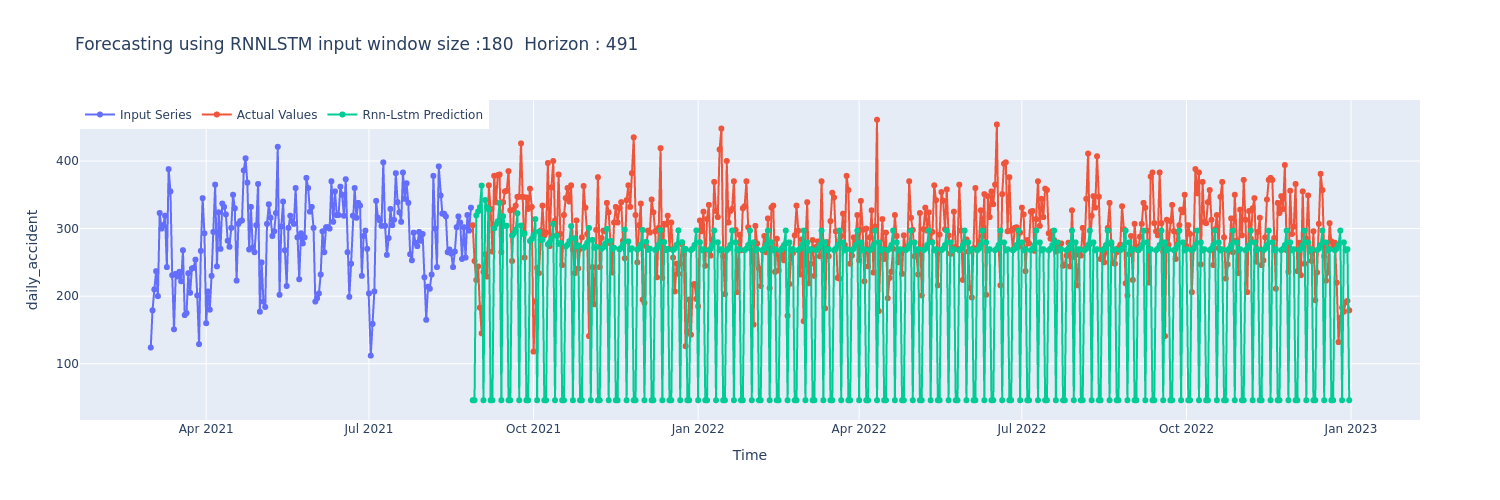 Forecasting using RNNLSTM input window size :180  Horizon : 491
Input Series Actual Values Rnn-Lstm Prediction
daily_accident
400
300
200
100
Apr 2021 Jul 2021 Oct 2021 Jan 2022 Apr 2022 Jul 2022 Oct 2022 Jan 2023
Time